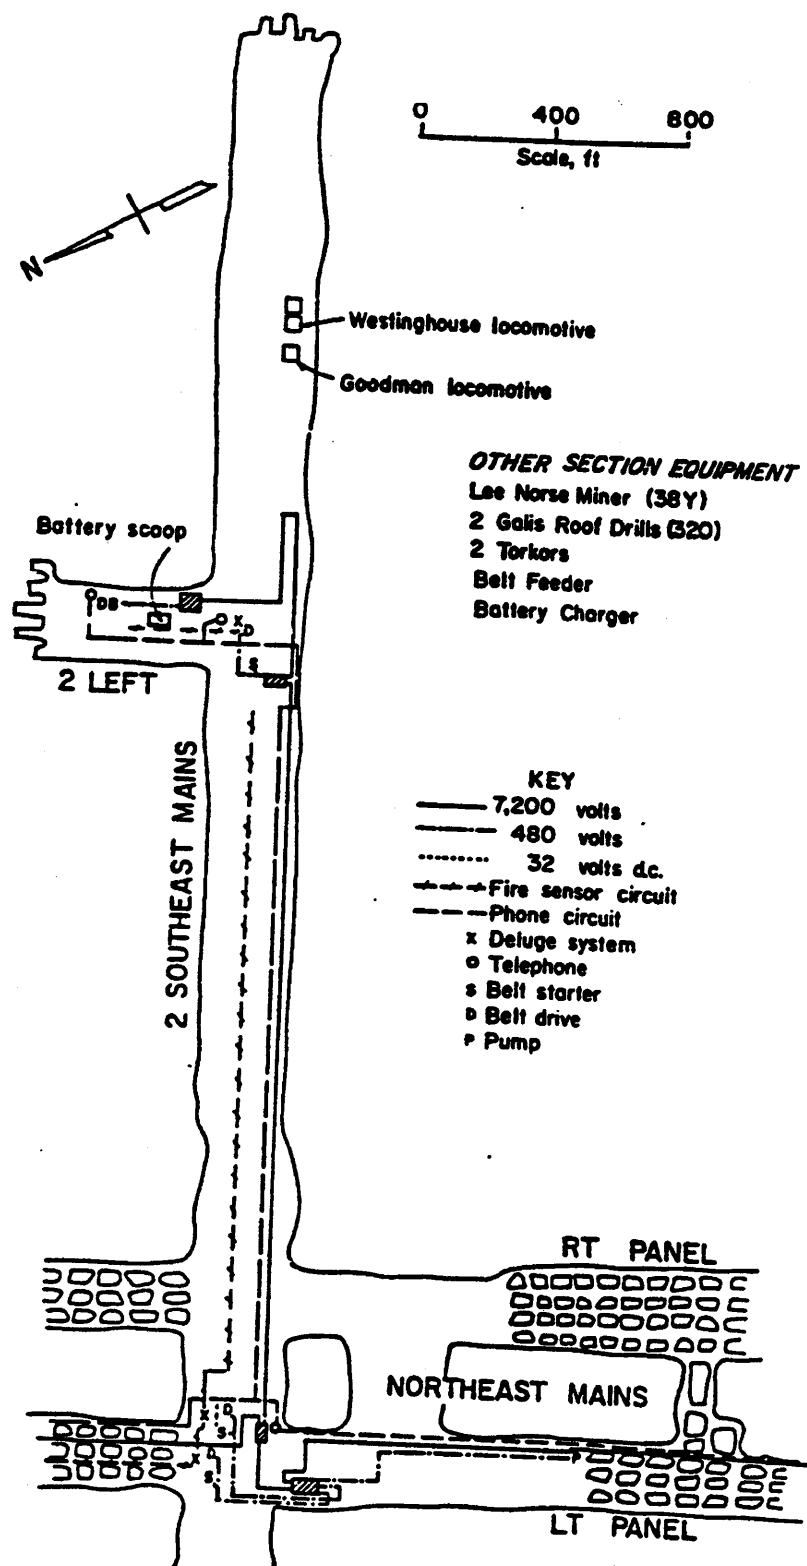 0 400 800
Scale, ft
N
Westinghouse locomotive
Goodman locomotive
OTHER SECTION EQUIPMENT
Lee Norse Miner (38Y)
2 Galis Roof Drills (320)
2 Torkors
Belt Feeder
Battery Charger
Battery scoop
DB
x
D
S
2 LEFT
2 SOUTHEAST MAINS
KEY
7,200 volts
480 volts
32 volts d.c.
Fire sensor circuit
Phone circuit
x Deluge system
o Telephone
s Belt starter
D Belt drive
P Pump
RT PANEL
NORTHEAST MAINS
D
x
S
D
x
S
LT PANEL